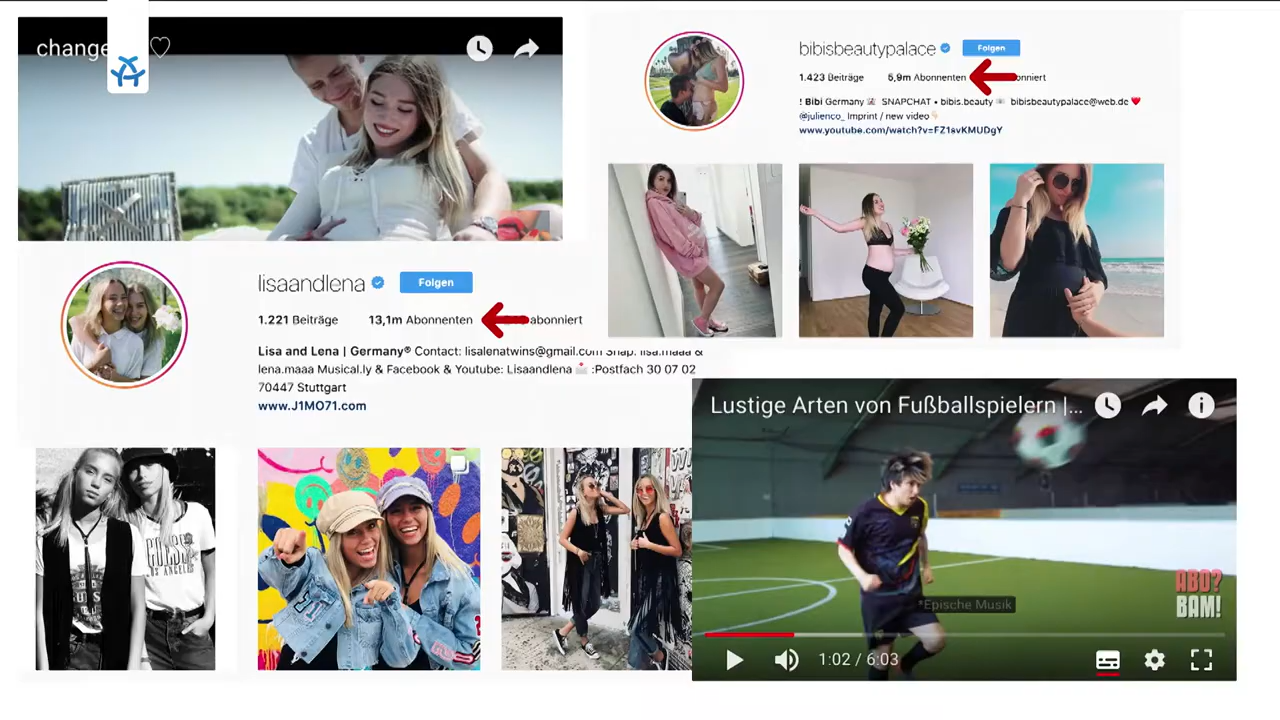 change
bibisbeautypalace
Folgen
1.423 Beiträge 5,9m Abonnenten onniert
! Bibi Germany SNAPCHAT • bibis.beauty bibisbeautypalace@web.de
@julienco_ Imprint / new video
www.youtube.com/watch?v=FZ1svKMUDgY
lisaandlena
Folgen
1.221 Beiträge 13,1m Abonnenten abonniert
Lisa and Lena | Germany® Contact: lisalenatwins@gmail.com Snap: lisa.maaa &
lena.maaa Musical.ly & Facebook & Youtube: Lisaandlena :Postfach 30 07 02
70447 Stuttgart
www.J1MO71.com
Lustige Arten von Fußballspielern |...
ABO?
BAM!
*Epische Musik
1:02 / 6:03